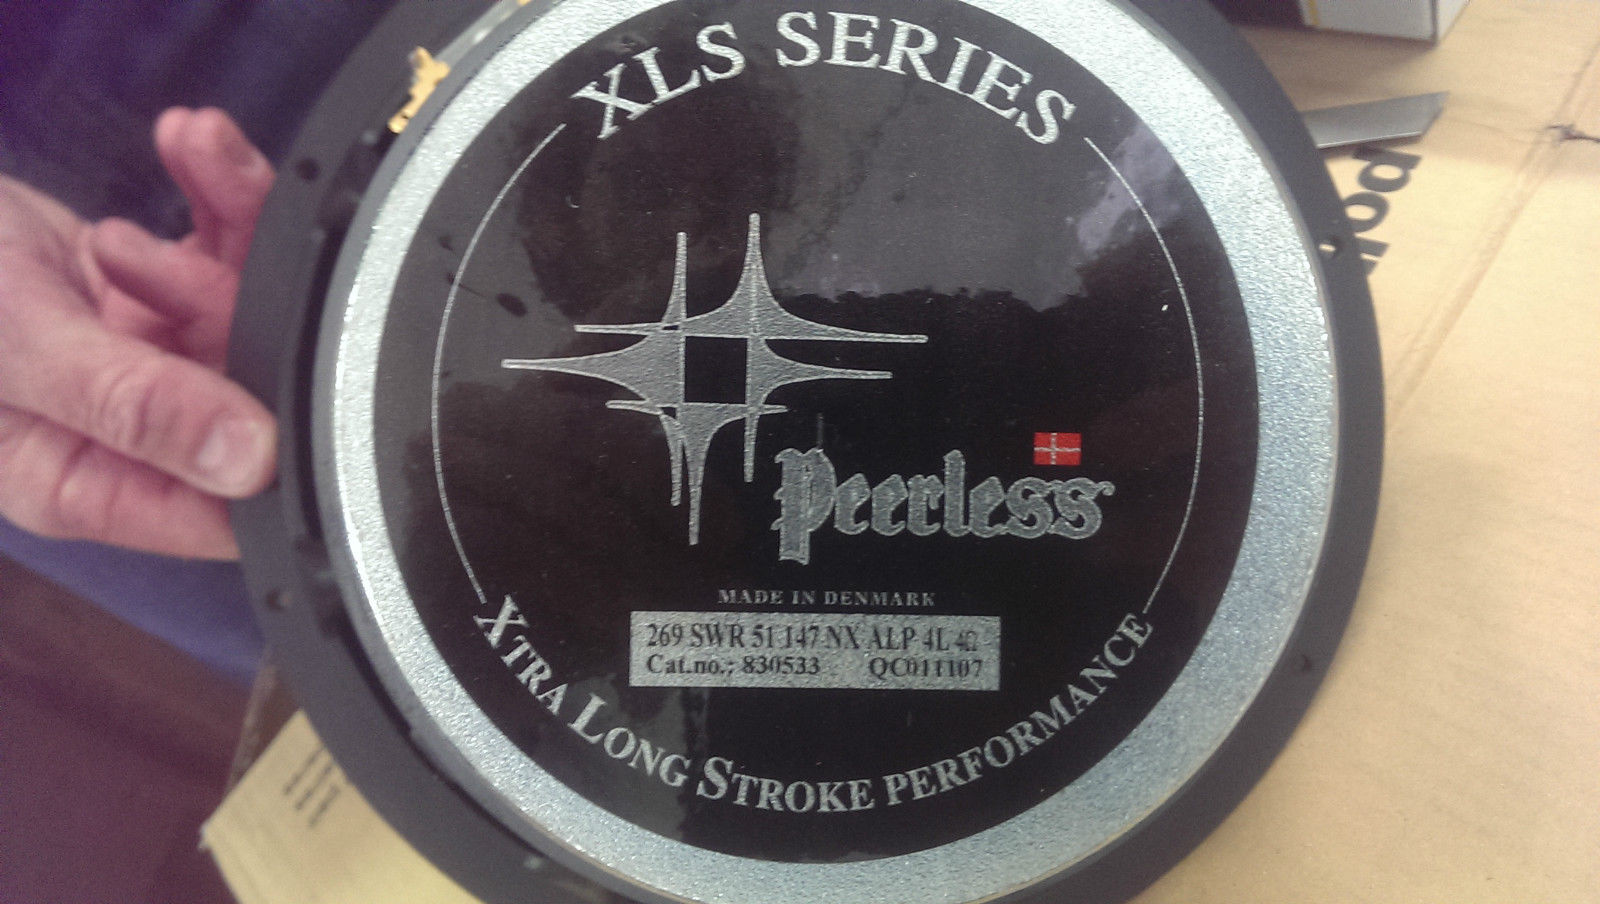 XLS SERIES
Peerless
MADE IN DENMARK
269 SWR 51 147 NX ALP 4L 4Ω
Cat.no.: 830533 QC011107
XTRA LONG STROKE PERFORMANCE